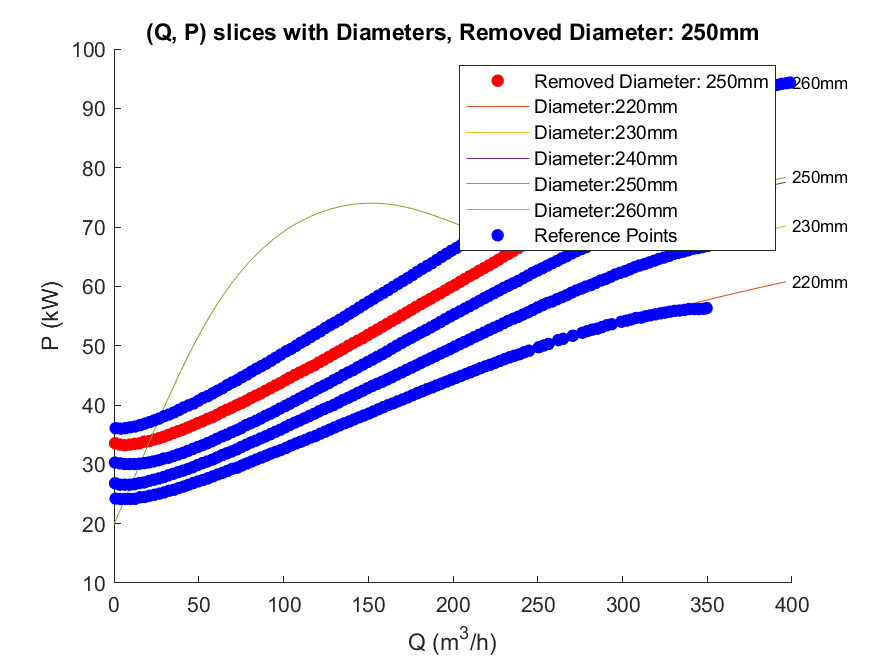 (Q, P) slices with Diameters, Removed Diameter: 250mm
100
90
80
70
60
50
40
30
20
10
P (kW)
0
50
100
150
200
250
300
350
400
Q (m³/h)
Removed Diameter: 250mm
Diameter:220mm
Diameter:230mm
Diameter:240mm
Diameter:250mm
Diameter:260mm
Reference Points
260mm
250mm
230mm
220mm